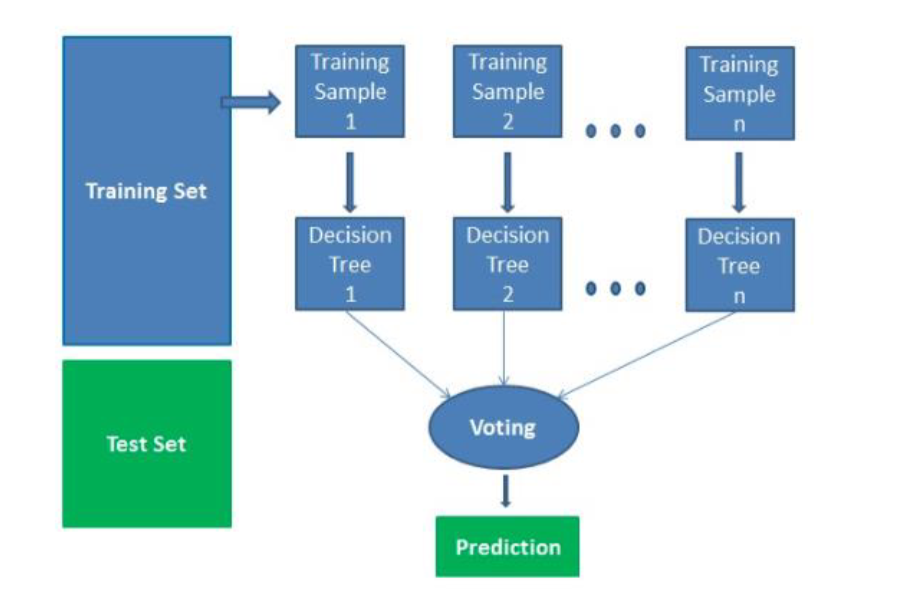 Training Set
Training
Sample
1
Training
Sample
2
Training
Sample
n
Decision
Tree
1
Decision
Tree
2
Decision
Tree
n
Test Set
Voting
Prediction